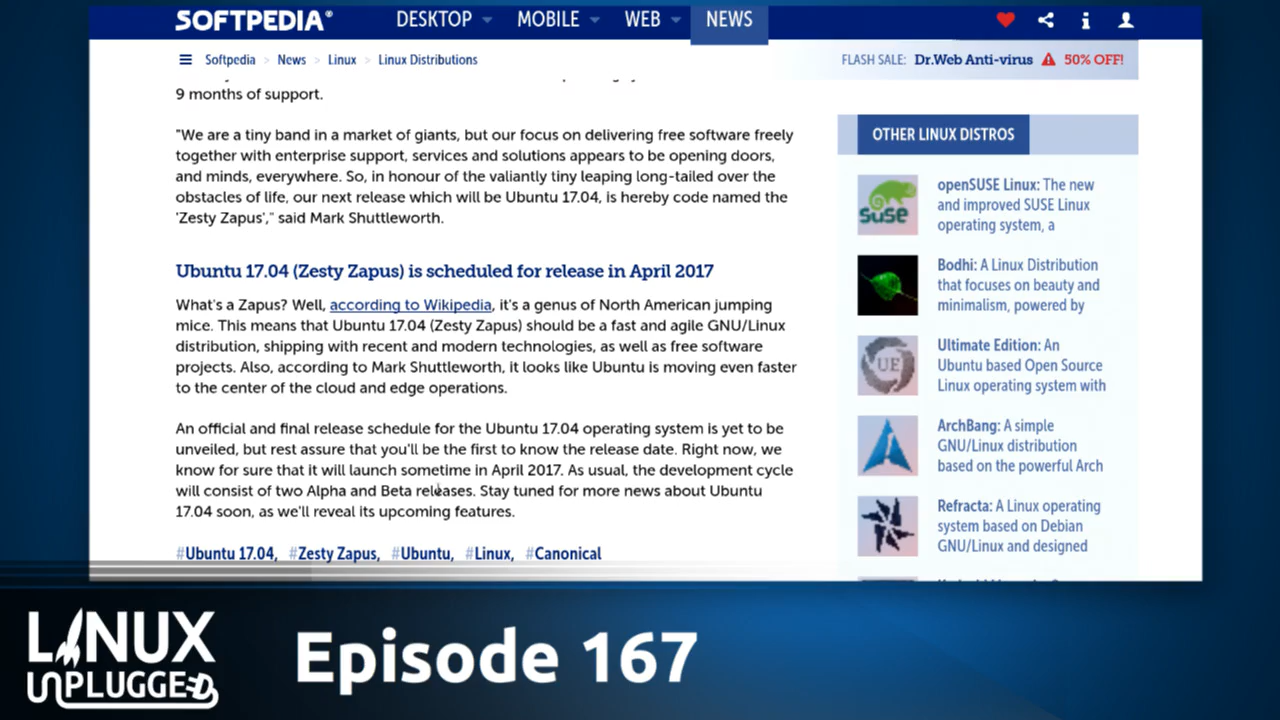 SOFTPEDIA®
DESKTOP
MOBILE
WEB
NEWS
Softpedia > News > Linux > Linux Distributions
FLASH SALE: Dr.Web Anti-virus 50% OFF!
9 months of support.
"We are a tiny band in a market of giants, but our focus on delivering free software freely
together with enterprise support, services and solutions appears to be opening doors,
and minds, everywhere. So, in honour of the valiantly tiny leaping long-tailed over the
obstacles of life, our next release which will be Ubuntu 17.04, is hereby code named the
'Zesty Zapus'," said Mark Shuttleworth.
Ubuntu 17.04 (Zesty Zapus) is scheduled for release in April 2017
What's a Zapus? Well, according to Wikipedia, it's a genus of North American jumping
mice. This means that Ubuntu 17.04 (Zesty Zapus) should be a fast and agile GNU/Linux
distribution, shipping with recent and modern technologies, as well as free software
projects. Also, according to Mark Shuttleworth, it looks like Ubuntu is moving even faster
to the center of the cloud and edge operations.
An official and final release schedule for the Ubuntu 17.04 operating system is yet to be
unveiled, but rest assure that you'll be the first to know the release date. Right now, we
know for sure that it will launch sometime in April 2017. As usual, the development cycle
will consist of two Alpha and Beta releases. Stay tuned for more news about Ubuntu
17.04 soon, as we'll reveal its upcoming features.
#Ubuntu 17.04, #Zesty Zapus, #Ubuntu, #Linux, #Canonical
OTHER LINUX DISTROS
SUSE
openSUSE Linux: The new
and improved SUSE Linux
operating system, a
Bodhi: A Linux Distribution
that focuses on beauty and
minimalism, powered by
UE
Ultimate Edition: An
Ubuntu based Open Source
Linux operating system with
ArchBang: A simple
GNU/Linux distribution
based on the powerful Arch
Refracta: A Linux operating
system based on Debian
GNU/Linux and designed
LINUX
UNPLUGGED
Episode 167